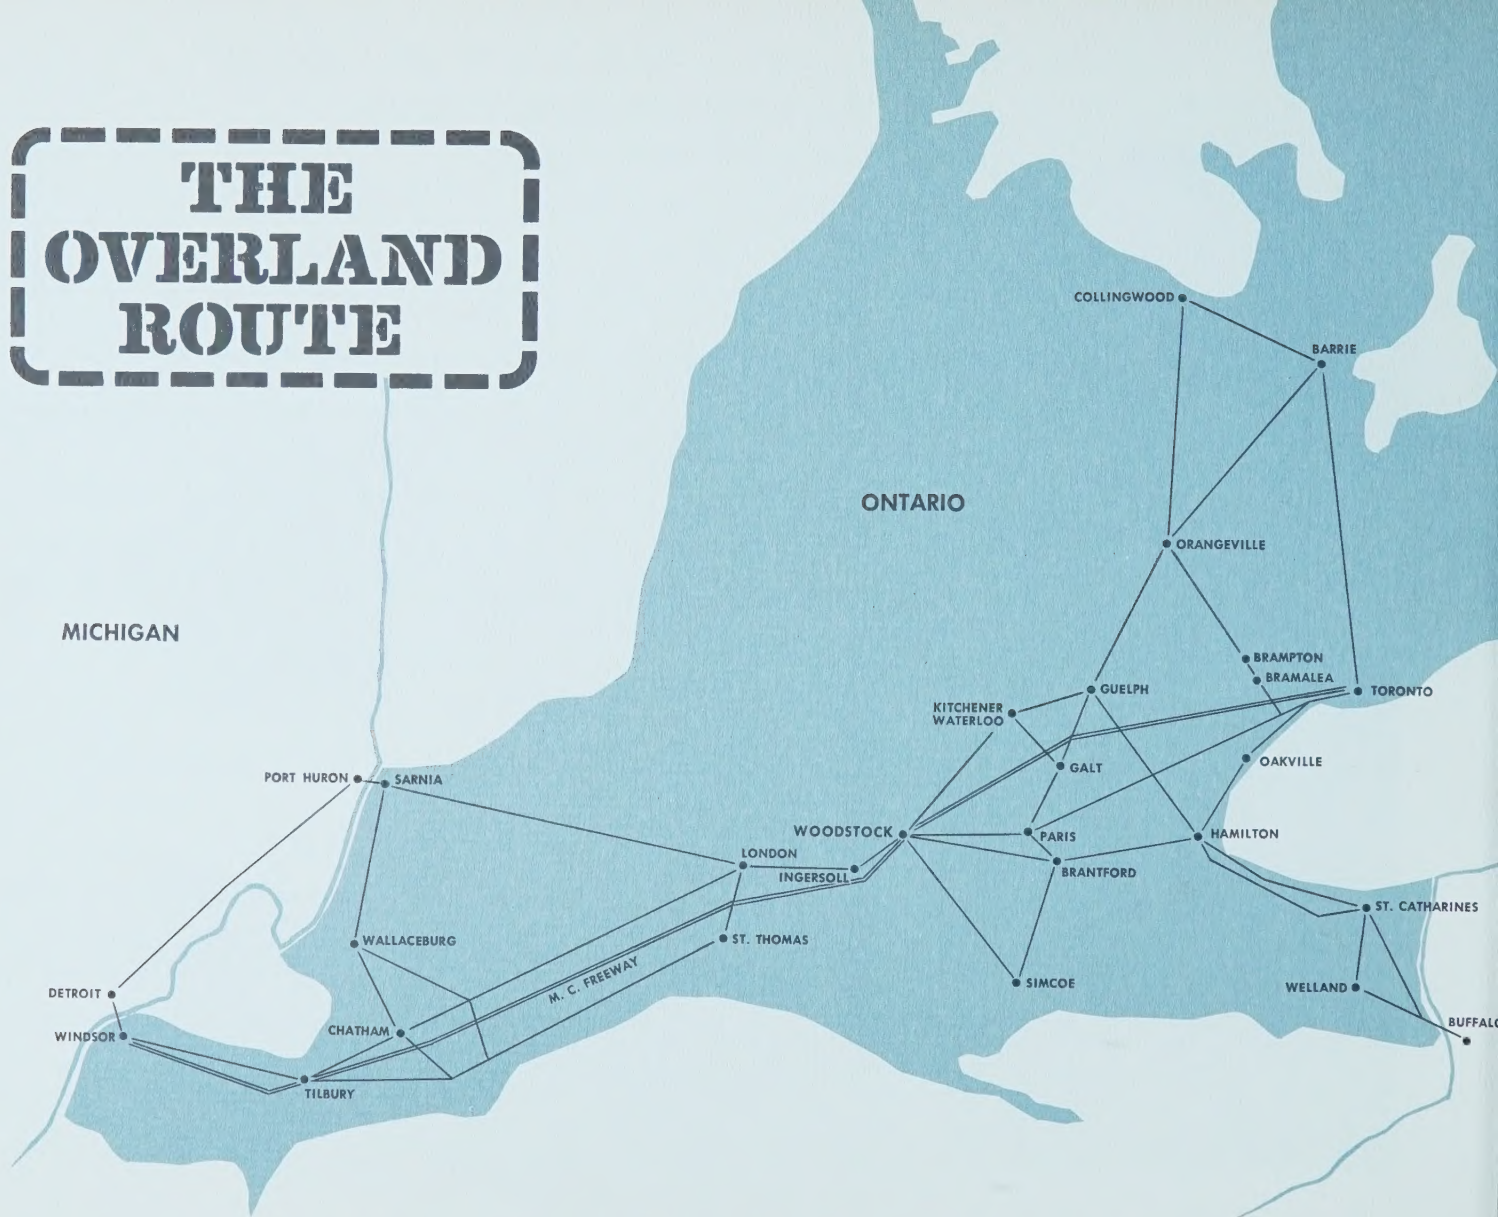 THE
OVERLAND
ROUTE
COLLINGWOOD
BARRIE
ONTARIO
ORANGEVILLE
MICHIGAN
BRAMPTON
BRAMALEA
TORONTO
GUELPH
KITCHENER
WATERLOO
OAKVILLE
GALT
PORT HURON
SARNIA
WOODSTOCK
PARIS
HAMILTON
LONDON
INGERSOLL
BRANTFORD
ST. CATHARINES
WALLACEBURG
ST. THOMAS
M. C. FREEWAY
SIMCOE
WELLAND
DETROIT
WINDSOR
CHATHAM
BUFFALO
TILBURY